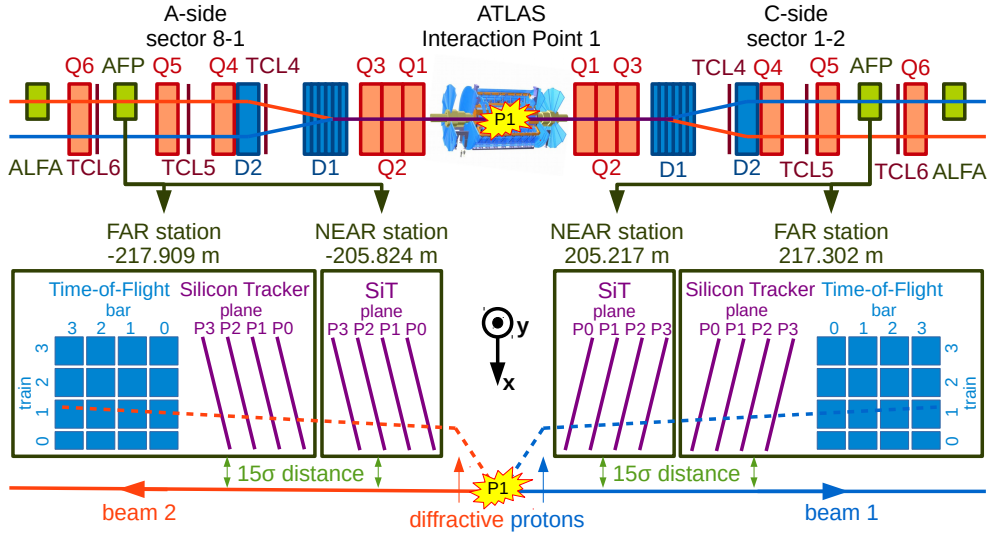 A-side
sector 8-1
ATLAS
Interaction Point 1
C-side
sector 1-2
Q6 AFP Q5 Q4 TCL4 Q3 Q1
Q1 Q3 TCL4 Q4 Q5 AFP Q6
P1
ALFA TCL6 TCL5 D2 D1 Q2
Q2 D1 D2 TCL5 TCL6 ALFA
FAR station
-217.909 m
NEAR station
-205.824 m
NEAR station
205.217 m
FAR station
217.302 m
Time-of-Flight
bar
3 2 1 0
train
3
2
1
0
Silicon Tracker
plane
P3 P2 P1 P0
SiT
plane
P3 P2 P1 P0
y
x
SiT
plane
P0 P1 P2 P3
Silicon Tracker
plane
P0 P1 P2 P3
Time-of-Flight
bar
0 1 2 3
3
2
1
0
train
15σ distance
15σ distance
P1
beam 2
diffractive protons
beam 1